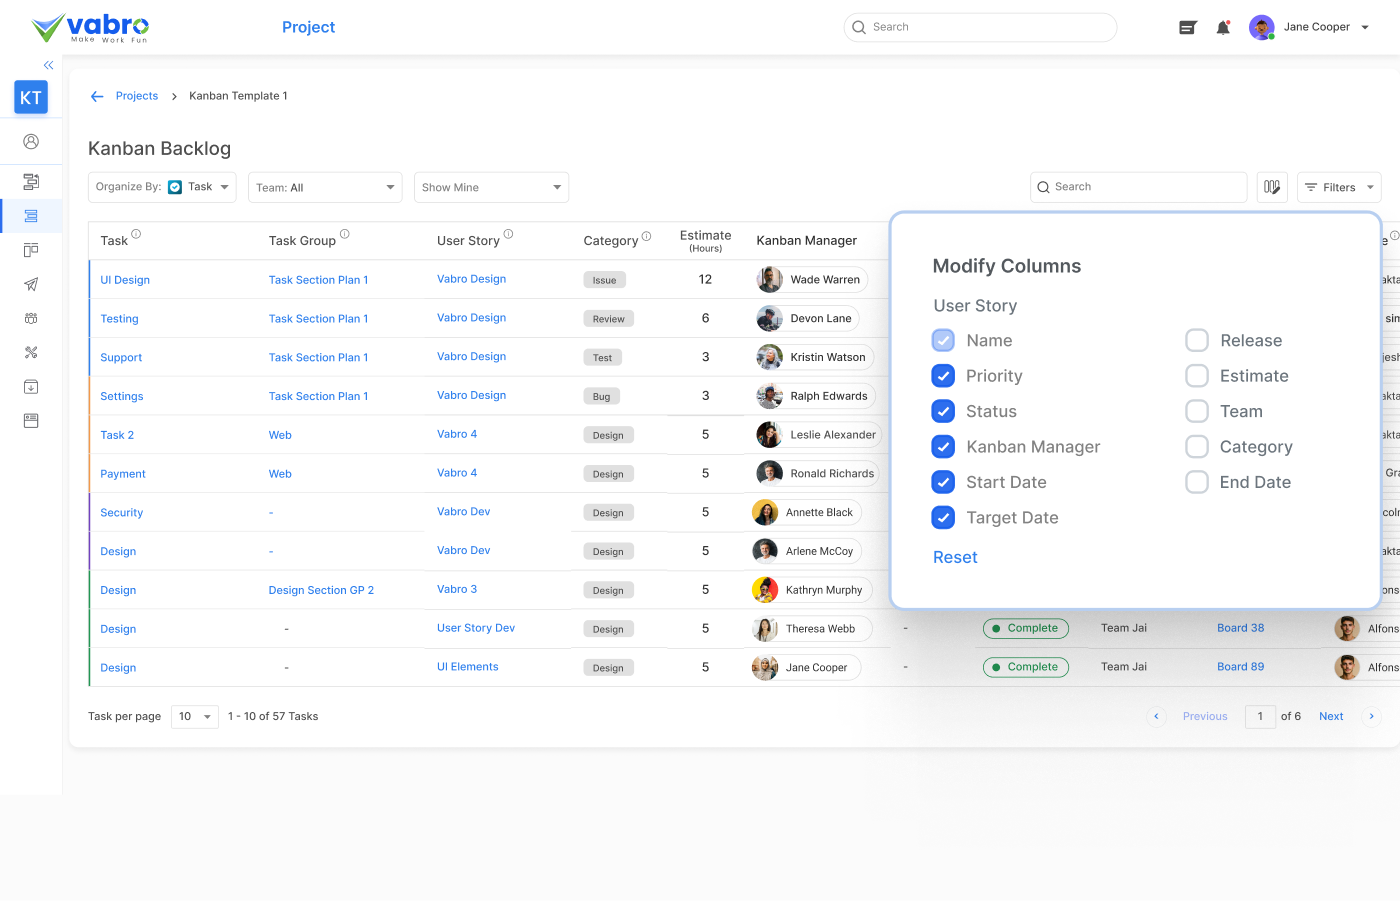 vabro
Make Work Fun
Project
Search
Jane Cooper
KT
Projects > Kanban Template 1
Kanban Backlog
Organize By: Task
Team: All
Show Mine
Search
Filters
Task Task Group User Story Category Estimate (Hours) Kanban Manager
UI Design Task Section Plan 1 Vabro Design Issue 12 Wade Warren
Testing Task Section Plan 1 Vabro Design Review 6 Devon Lane
Support Task Section Plan 1 Vabro Design Test 3 Kristin Watson
Settings Task Section Plan 1 Vabro Design Bug 3 Ralph Edwards
Task 2 Web Vabro 4 Design 5 Leslie Alexander
Payment Web Vabro 4 Design 5 Ronald Richards
Security - Vabro Dev Design 5 Annette Black
Design - Vabro Dev Design 5 Arlene McCoy
Design Design Section GP 2 Vabro 3 Design 5 Kathryn Murphy
Design - User Story Dev Design 5 Theresa Webb - Complete Team Jai Board 38 Alfons
Design - UI Elements Design 5 Jane Cooper - Complete Team Jai Board 89 Alfons
Modify Columns
User Story
Name Release
Priority Estimate
Status Team
Kanban Manager Category
Start Date End Date
Target Date
Reset
Task per page 10 1 - 10 of 57 Tasks
Previous 1 of 6 Next